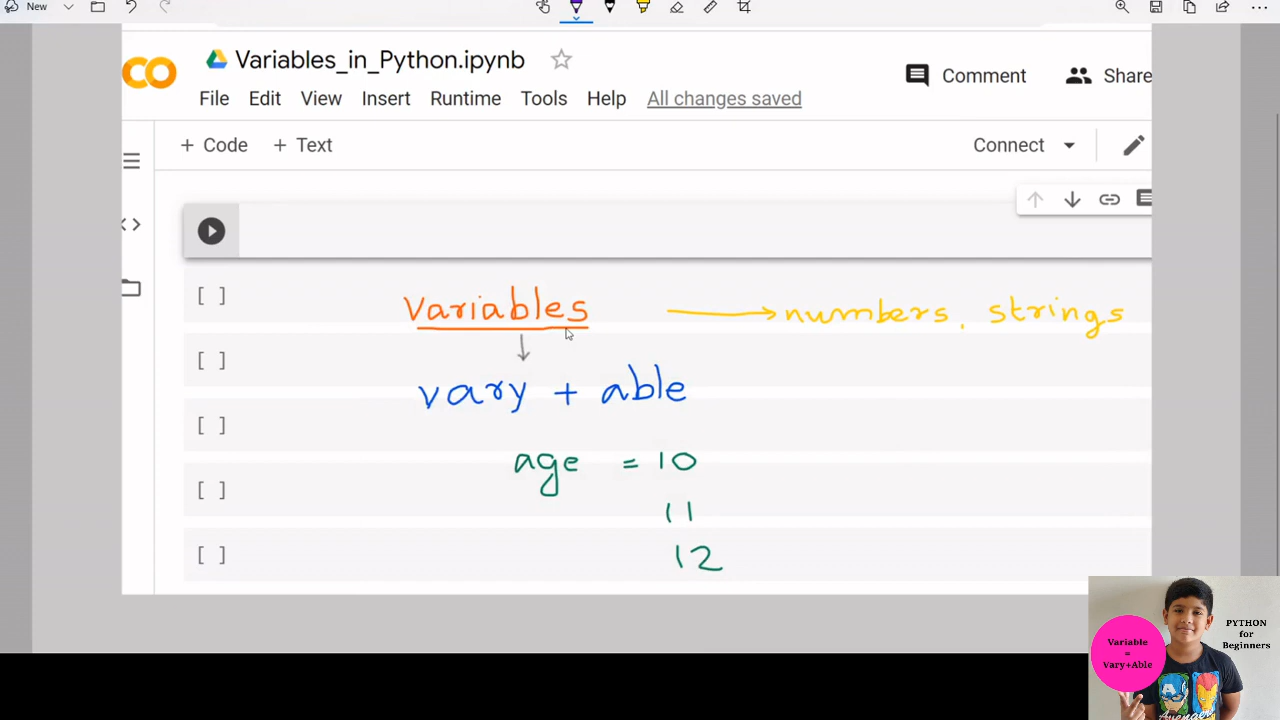 New
Variables_in_Python.ipynb
Comment
Share
File Edit View Insert Runtime Tools Help All changes saved
+ Code + Text
Connect
[ ]
Variables
numbers, strings
[ ]
vary + able
[ ]
age = 10
[ ]
11
[ ]
12
Variable
=
Vary+Able
PYTHON
for
Beginners